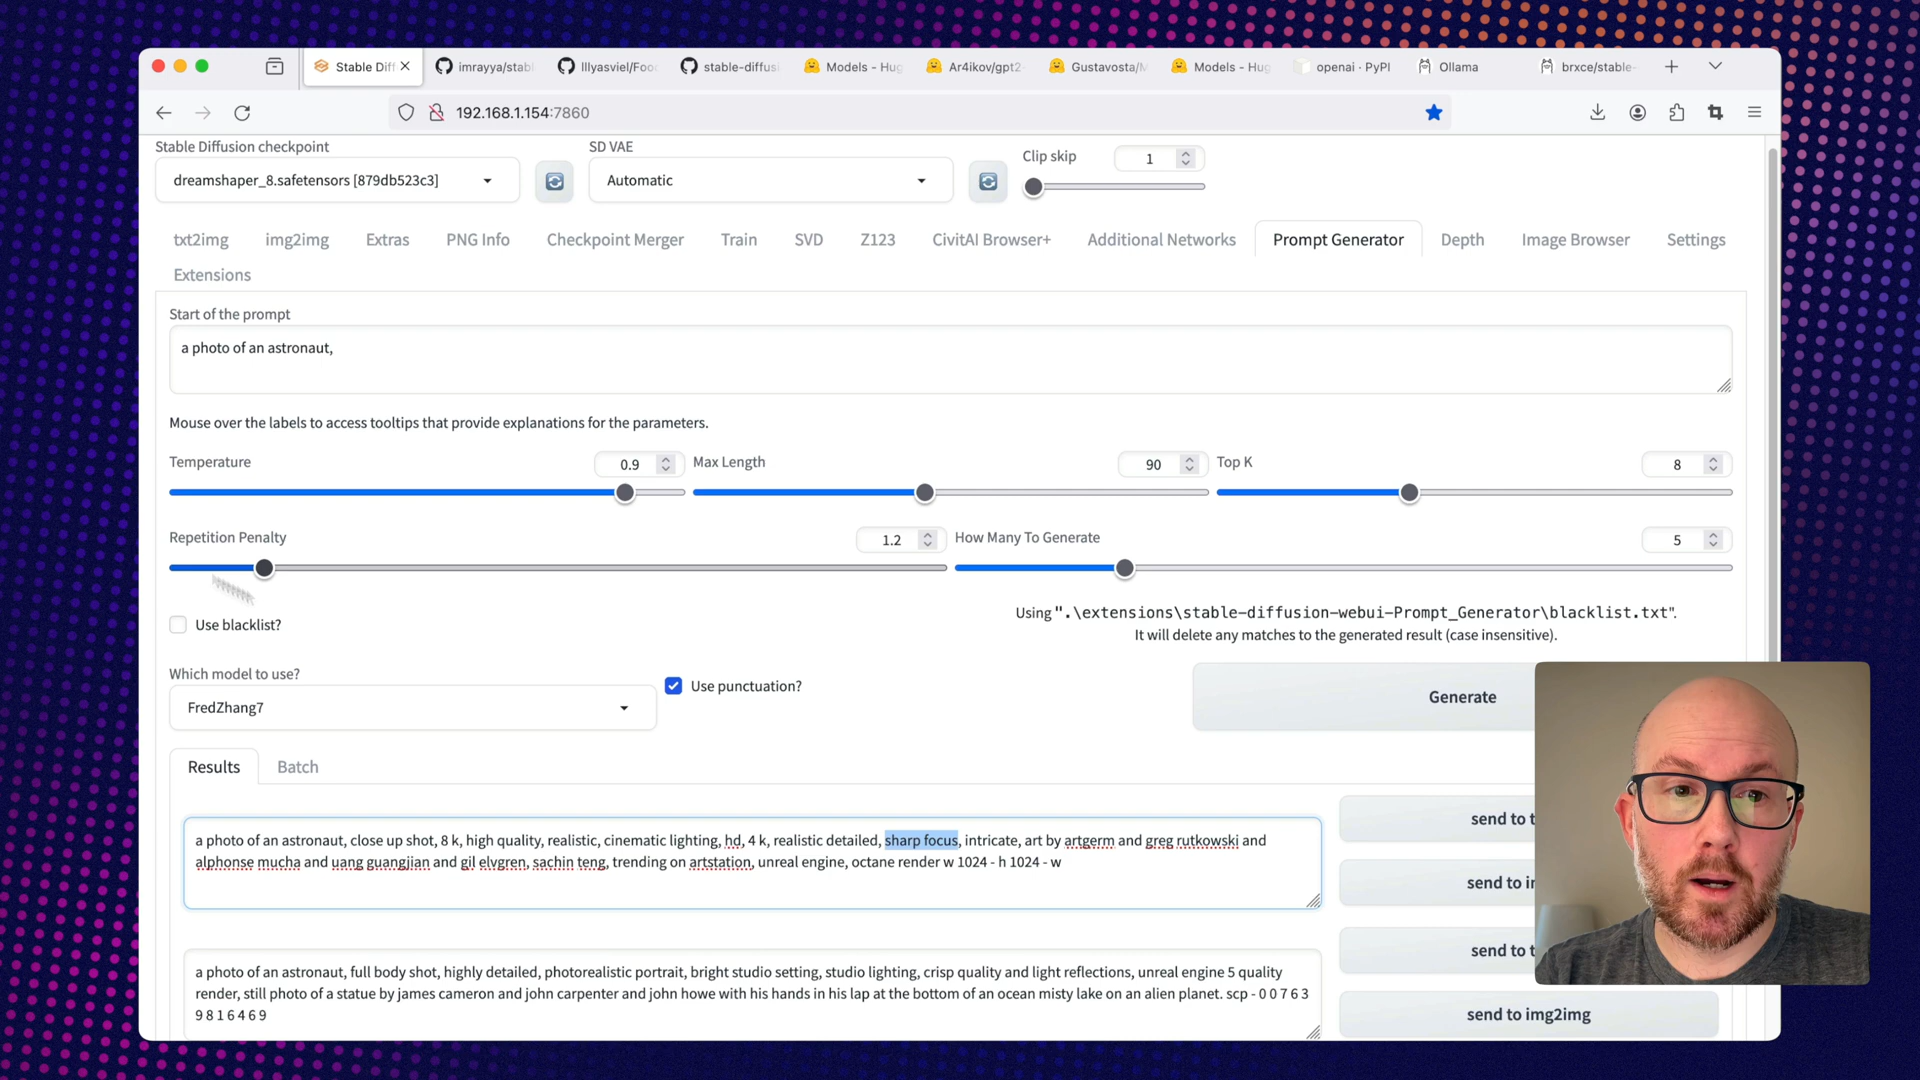 Stable Diff
imrayya/stabl
lllyasviel/Fooc
stable-diffusi
Models - Hug
Ar4ikov/gpt2-
Gustavosta/M
Models - Hug
openai · PyPI
Ollama
brxce/stable-
192.168.1.154:7860
Stable Diffusion checkpoint
SD VAE
Clip skip
1
dreamshaper_8.safetensors [879db523c3]
Automatic
txt2img
img2img
Extras
PNG Info
Checkpoint Merger
Train
SVD
Z123
CivitAI Browser+
Additional Networks
Prompt Generator
Depth
Image Browser
Settings
Extensions
Start of the prompt
a photo of an astronaut,
Mouse over the labels to access tooltips that provide explanations for the parameters.
Temperature
0.9
Max Length
90
Top K
8
Repetition Penalty
1.2
How Many To Generate
5
Using ".\extensions\stable-diffusion-webui-Prompt_Generator\blacklist.txt".
It will delete any matches to the generated result (case insensitive).
Use blacklist?
Which model to use?
FredZhang7
Use punctuation?
Generate
Results
Batch
a photo of an astronaut, close up shot, 8 k, high quality, realistic, cinematic lighting, hd, 4 k, realistic detailed, sharp focus, intricate, art by artgerm and greg rutkowski and
alphonse mucha and uang guangjian and gil elvgren, sachin teng, trending on artstation, unreal engine, octane render w 1024 - h 1024 - w
send to t
send to i
a photo of an astronaut, full body shot, highly detailed, photorealistic portrait, bright studio setting, studio lighting, crisp quality and light reflections, unreal engine 5 quality
render, still photo of a statue by james cameron and john carpenter and john howe with his hands in his lap at the bottom of an ocean misty lake on an alien planet. scp - 0 0 7 6 3
9 8 1 6 4 6 9
send to t
send to img2img